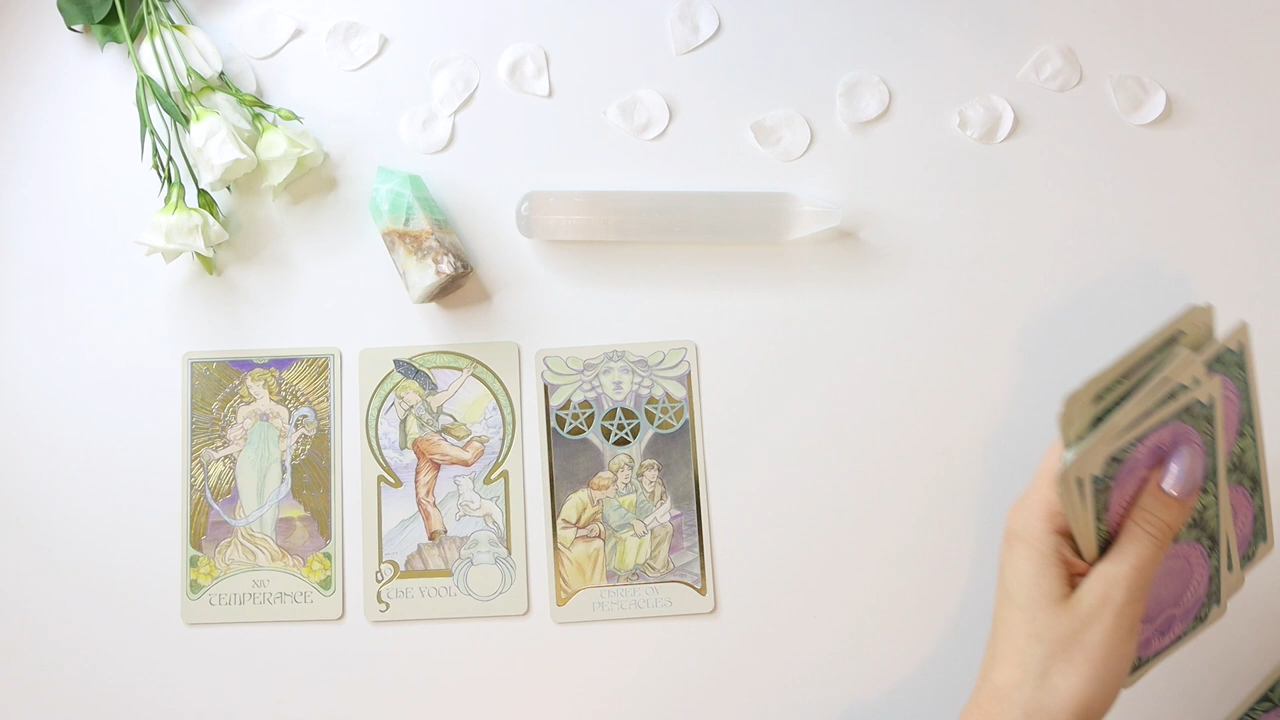 XIV
TEMPERANCE
THE FOOL
THREE OF
PENTACLES